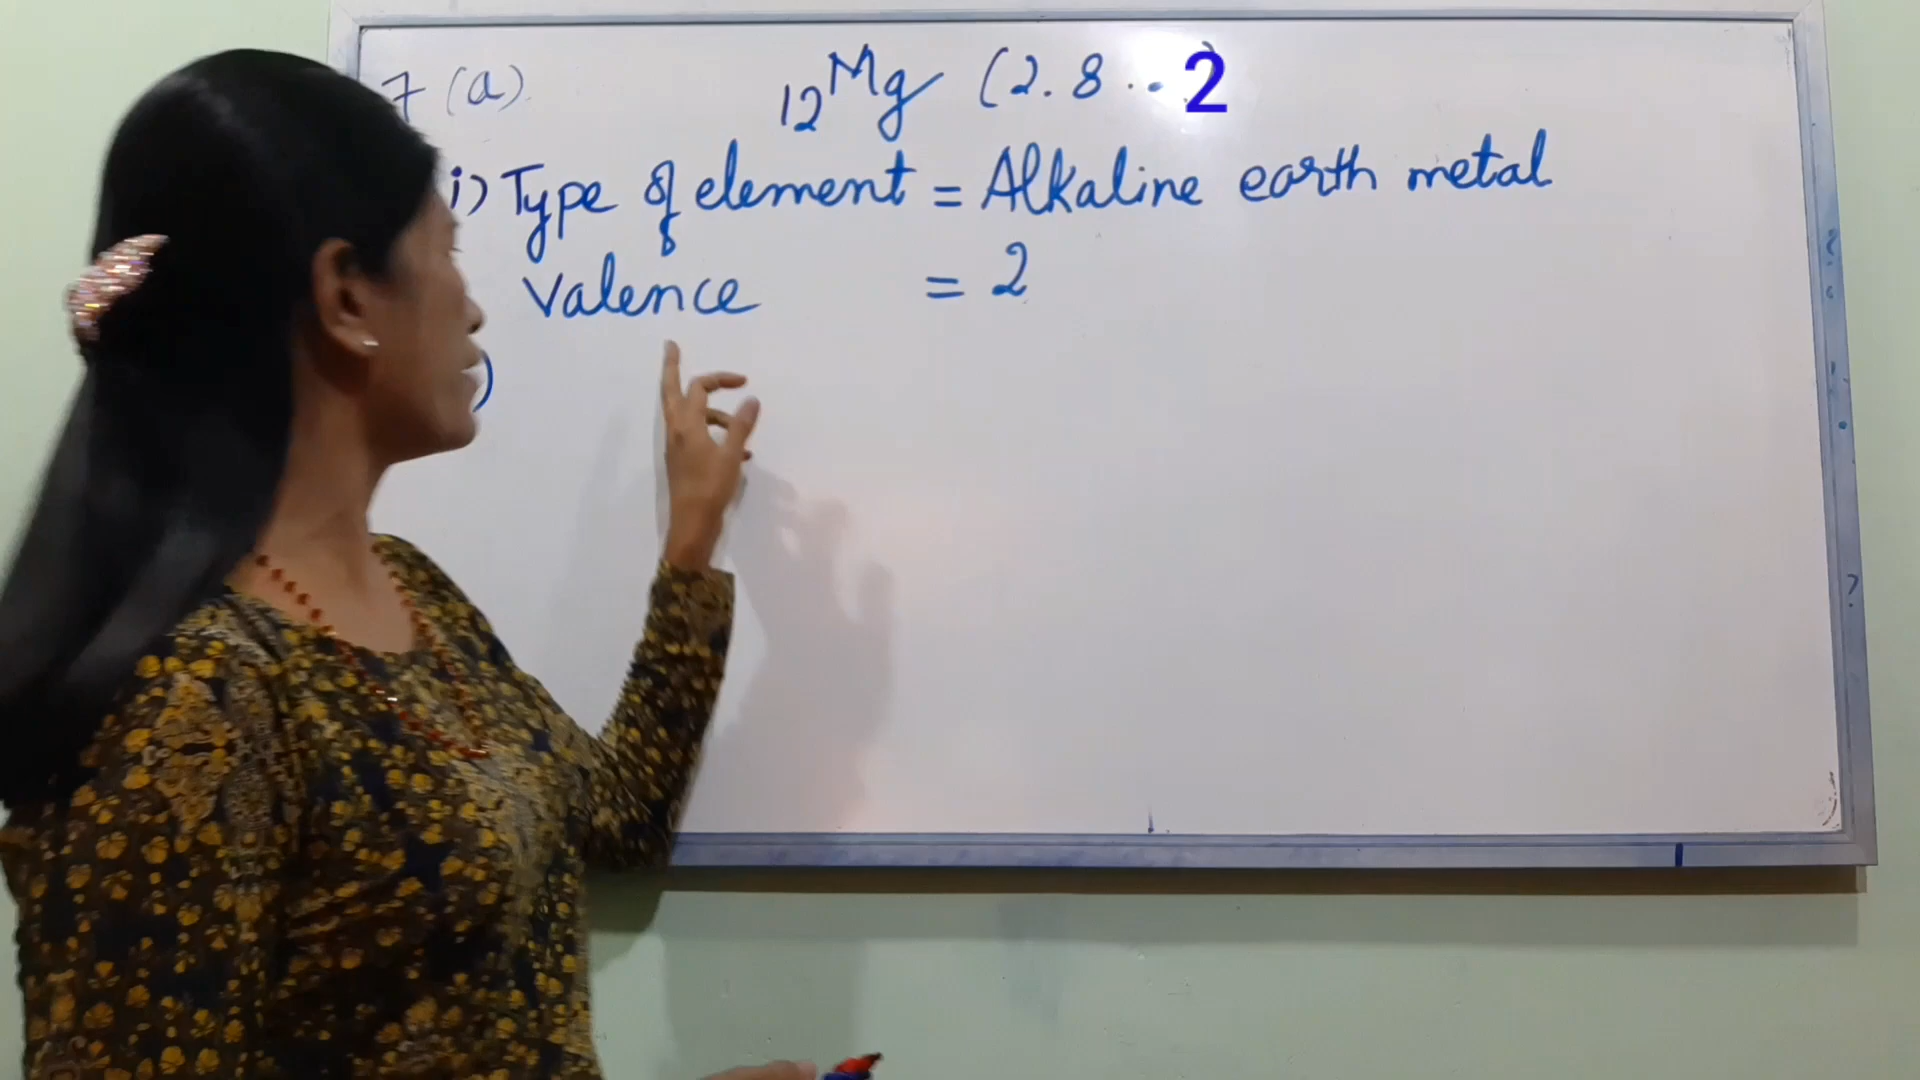 7 (a) 12Mg (2.8..2)
i) Type of element = Alkaline earth metal
Valence = 2
)